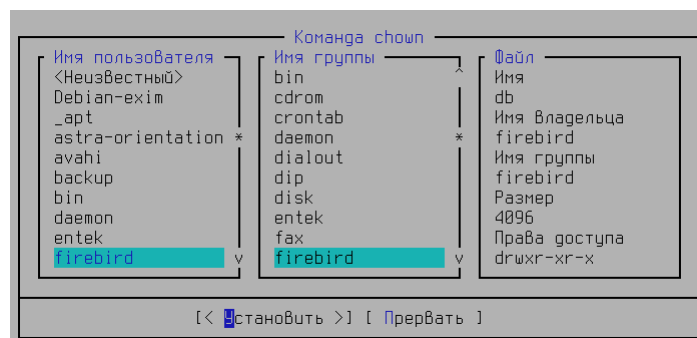 Команда chown
Имя пользователя
<Неизвестный>
Debian-exim
_apt
astra-orientation *
avahi
backup
bin
daemon
entek
firebird v
Имя группы
bin ^
cdrom
crontab
daemon *
dialout
dip
disk
entek
fax
firebird v
Файл
Имя
db
Имя владельца
firebird
Имя группы
firebird
Размер
4096
Права доступа
drwxr-xr-x
[< Установить >] [ Прервать ]